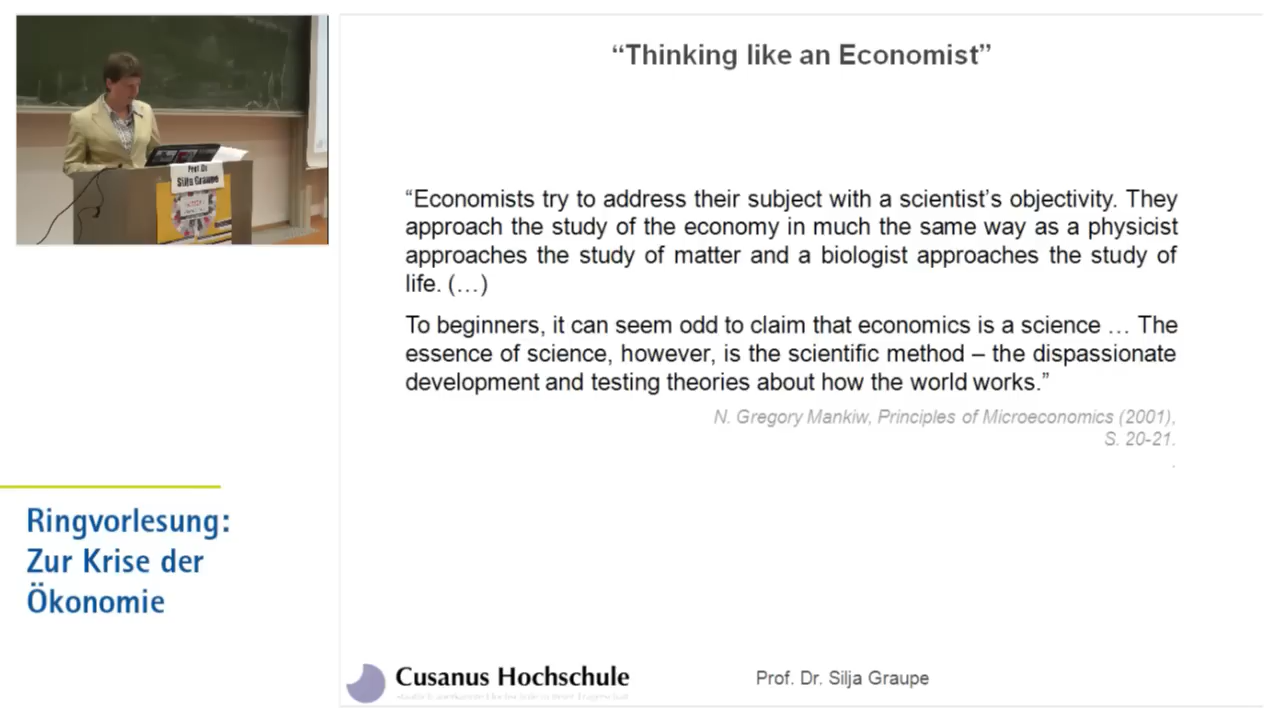 “Thinking like an Economist”
Prof. Dr.
Silja Graupe
“Economists try to address their subject with a scientist’s objectivity. They
approach the study of the economy in much the same way as a physicist
approaches the study of matter and a biologist approaches the study of
life. (…)
To beginners, it can seem odd to claim that economics is a science … The
essence of science, however, is the scientific method – the dispassionate
development and testing theories about how the world works.”
N. Gregory Mankiw, Principles of Microeconomics (2001),
S. 20-21.
.
Ringvorlesung:
Zur Krise der
Ökonomie
Cusanus Hochschule
Prof. Dr. Silja Graupe